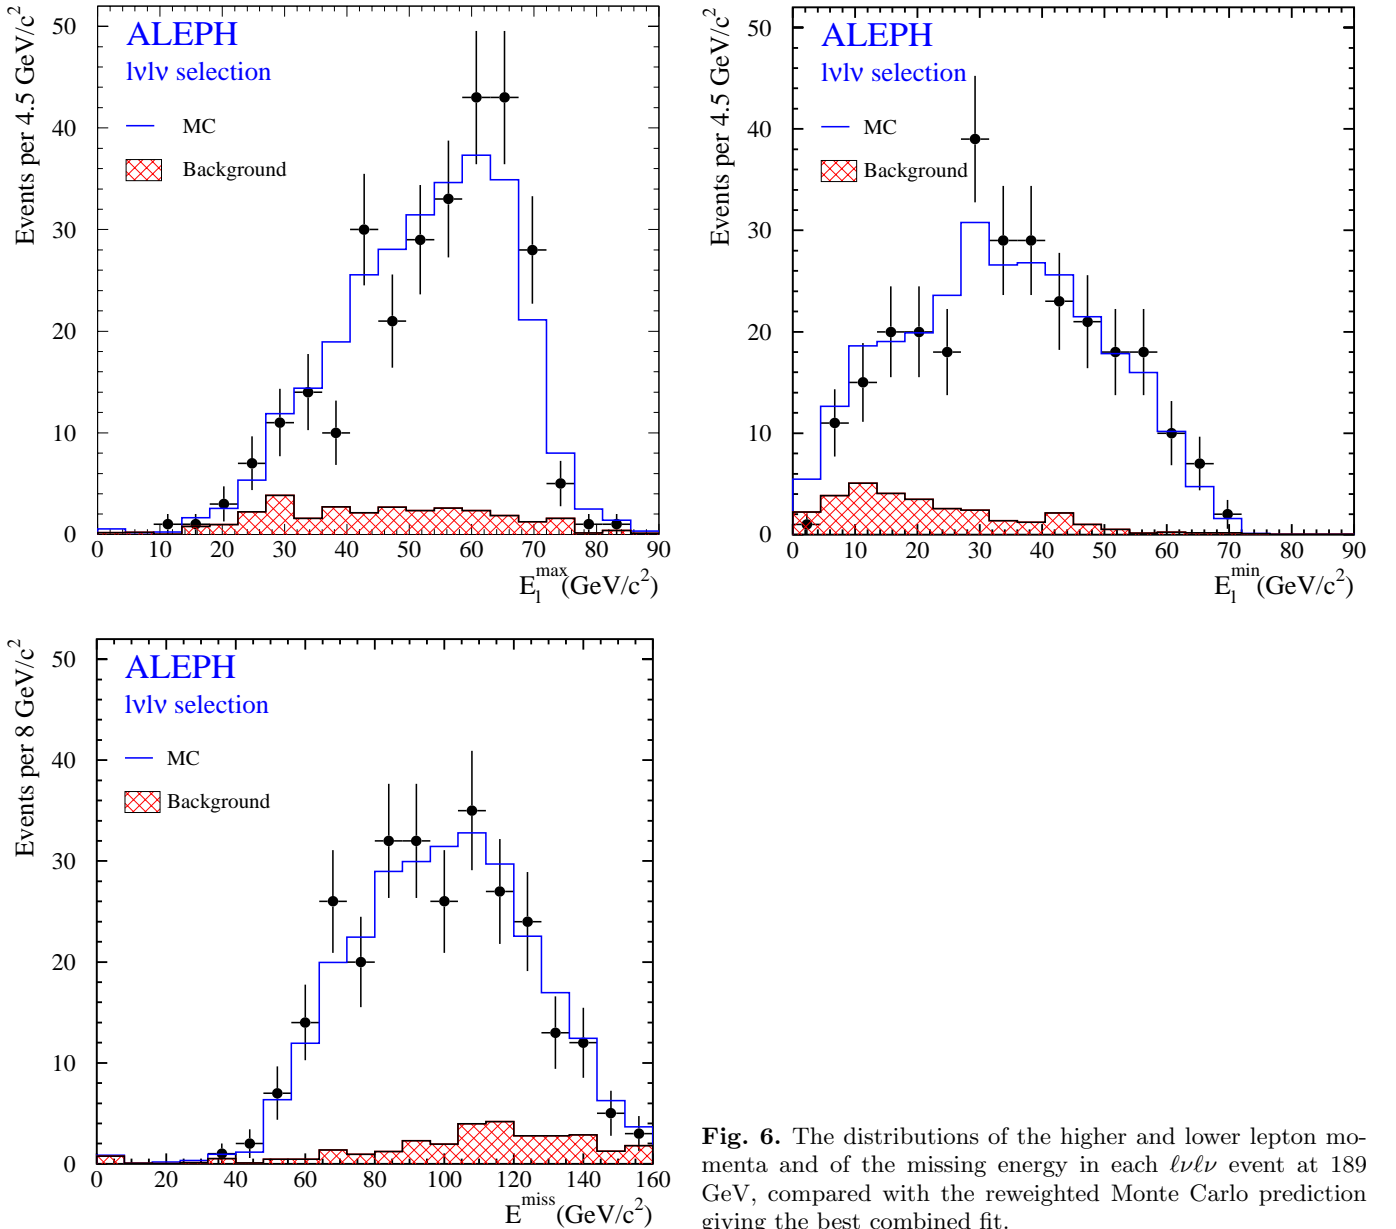 Events per 4.5 GeV/c²
50
40
30
20
10
0
ALEPH
lνlν selection
MC
Background
0 10 20 30 40 50 60 70 80 90
E_l^max (GeV/c²)
Events per 4.5 GeV/c²
50
40
30
20
10
0
ALEPH
lνlν selection
MC
Background
0 10 20 30 40 50 60 70 80 90
E_l^min (GeV/c²)
Events per 8 GeV/c²
50
40
30
20
10
0
ALEPH
lνlν selection
MC
Background
0 20 40 60 80 100 120 140 160
E^miss (GeV/c²)
Fig. 6. The distributions of the higher and lower lepton mo-
menta and of the missing energy in each ℓνℓν event at 189
GeV, compared with the reweighted Monte Carlo prediction
giving the best combined fit.